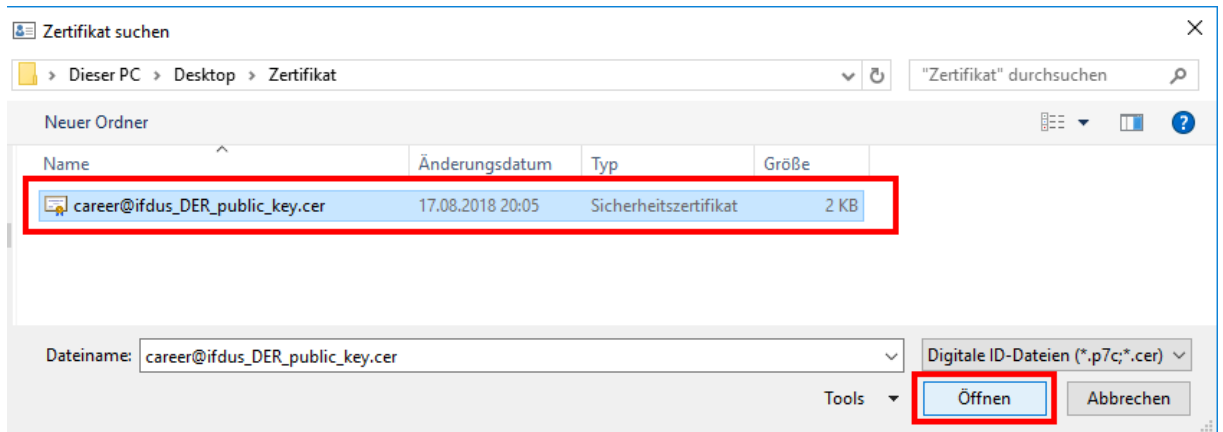 Zertifikat suchen
Dieser PC > Desktop > Zertifikat
"Zertifikat" durchsuchen
Neuer Ordner
Name Änderungsdatum Typ Größe
career@ifdus_DER_public_key.cer 17.08.2018 20:05 Sicherheitszertifikat 2 KB
Dateiname: career@ifdus_DER_public_key.cer Digitale ID-Dateien (*.p7c;*.cer)
Tools Öffnen Abbrechen